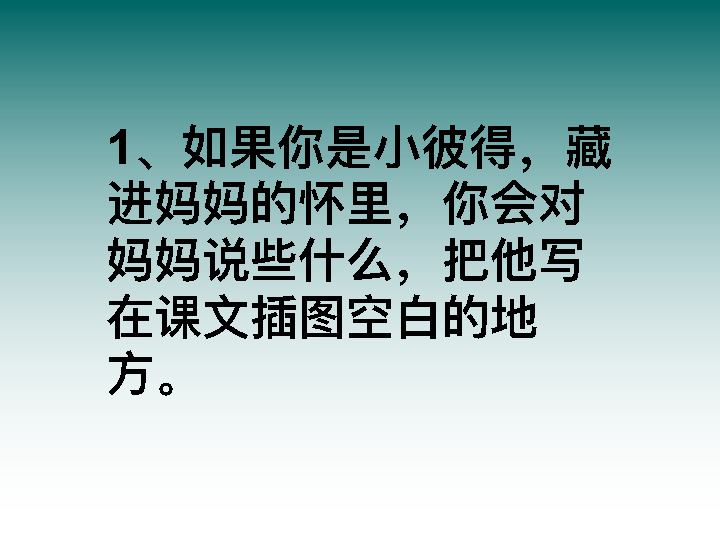 1、如果你是小彼得，藏
进妈妈的怀里，你会对
妈妈说些什么，把他写
在课文插图空白的地
方。